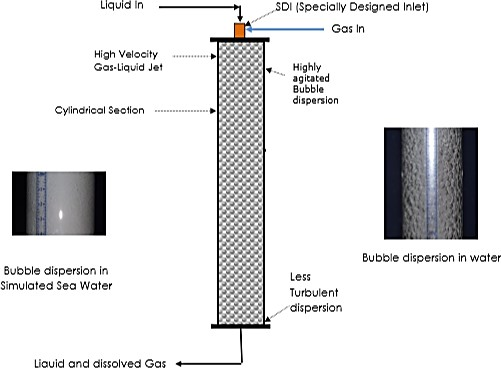 Liquid In
SDI (Specially Designed Inlet)
Gas In
High Velocity
Gas-Liquid Jet
Highly
agitated
Bubble
dispersion
Cylindrical Section
Bubble dispersion in
Simulated Sea Water
Bubble dispersion in water
Less
Turbulent
dispersion
Liauid and dissolved Gas